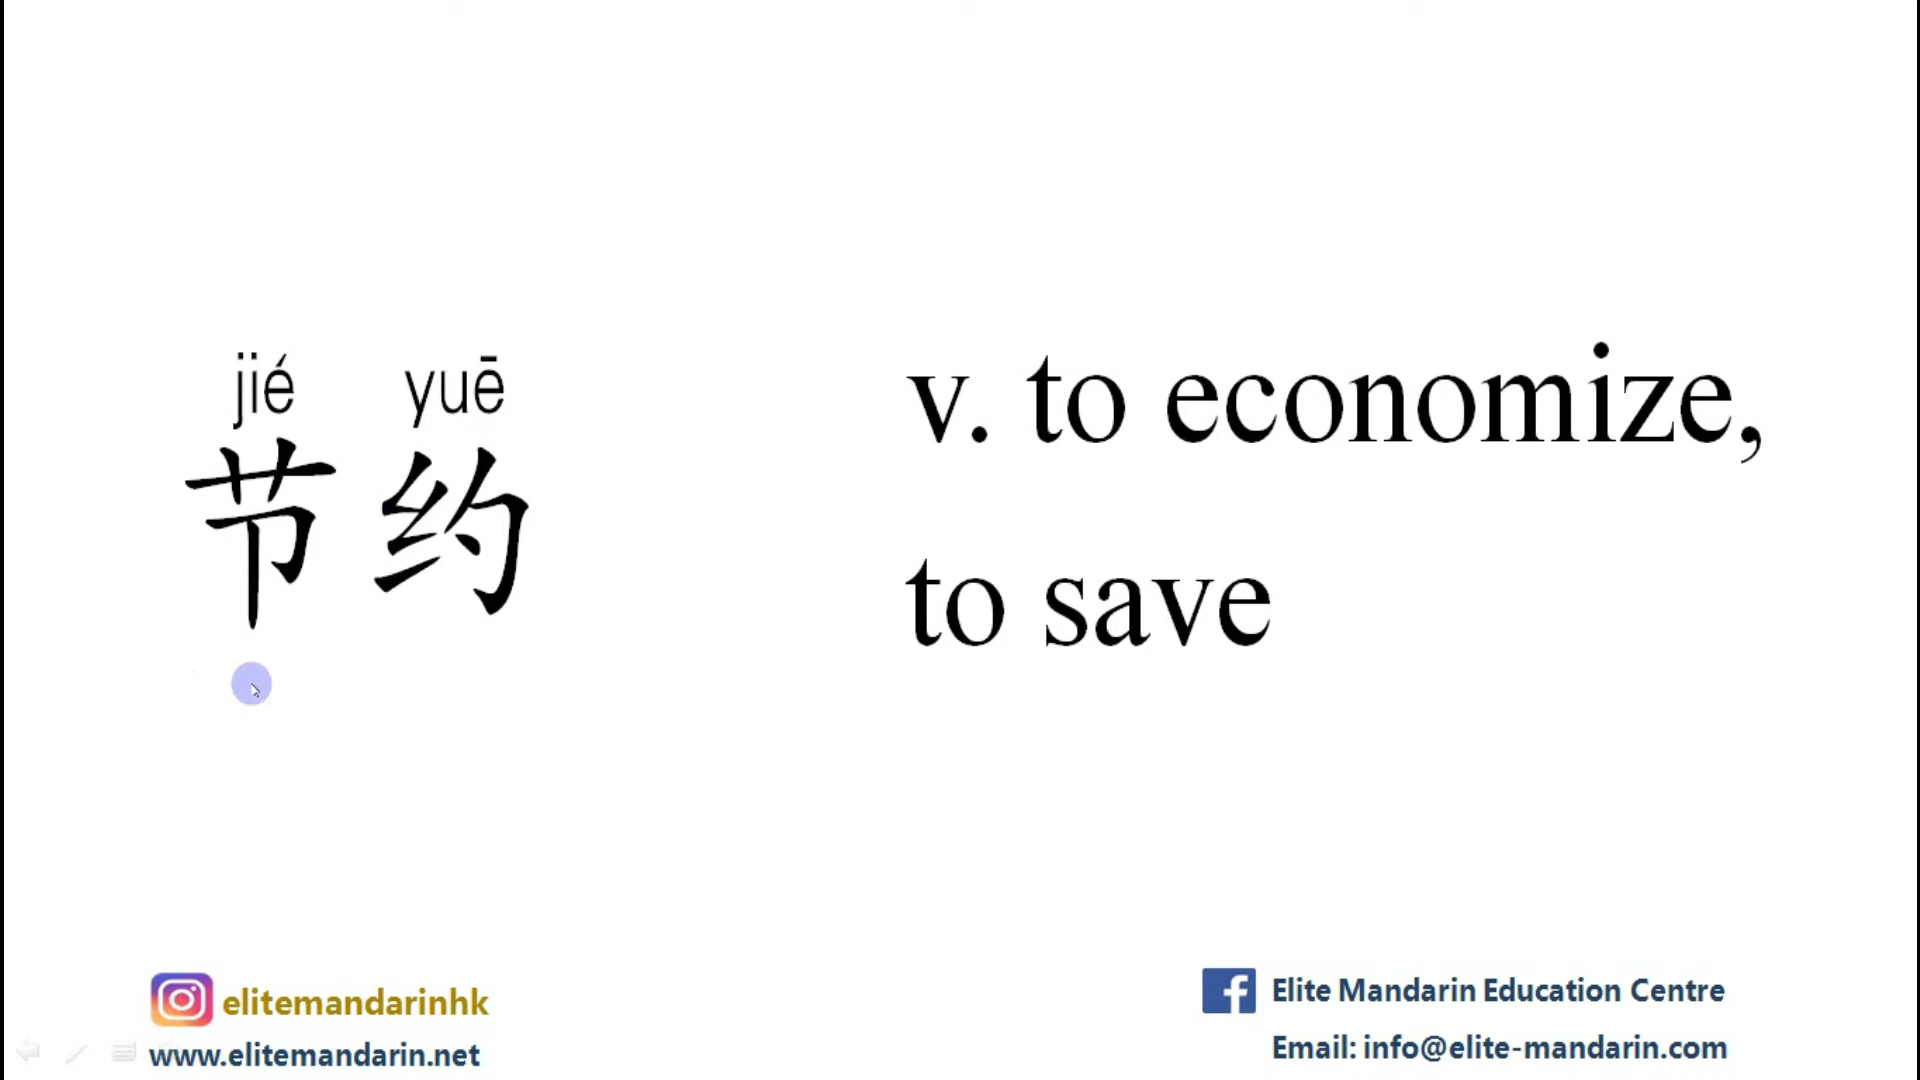 jié yuē
节约
v. to economize,
to save
elitemandarinhk
www.elitemandarin.net
Elite Mandarin Education Centre
Email: info@elite-mandarin.com